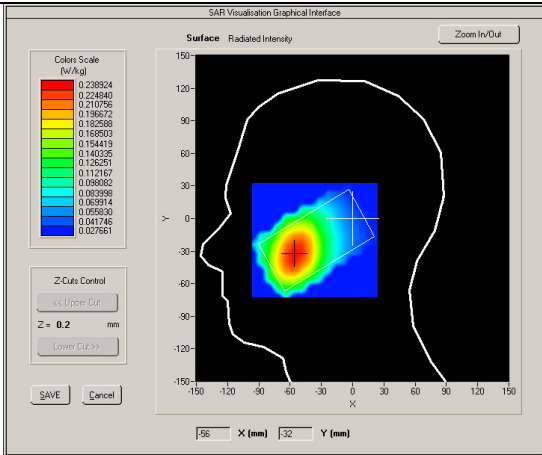 SAR Visualisation Graphical Interface
Surface Radiated Intensity
Zoom In/Out
Colors Scale
(W/kg)
0.238924
0.224840
0.210756
0.196672
0.182588
0.168503
0.154419
0.140335
0.126251
0.112167
0.098082
0.083998
0.069914
0.055830
0.041746
0.027661
Z-Cuts Control
<< Upper Cut
Z = 0.2 mm
Lower Cut >>
SAVE
Cancel
150
120
90
60
30
0
-30
-60
-90
-120
-150
Y
-150 -120 -90 -60 -30 0 30 60 90 120 150
X
-56 X (mm) -32 Y (mm)